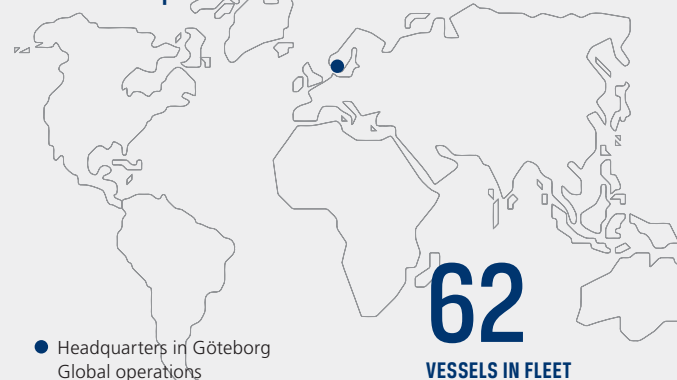 62
VESSELS IN FLEET
Headquarters in Göteborg
Global operations